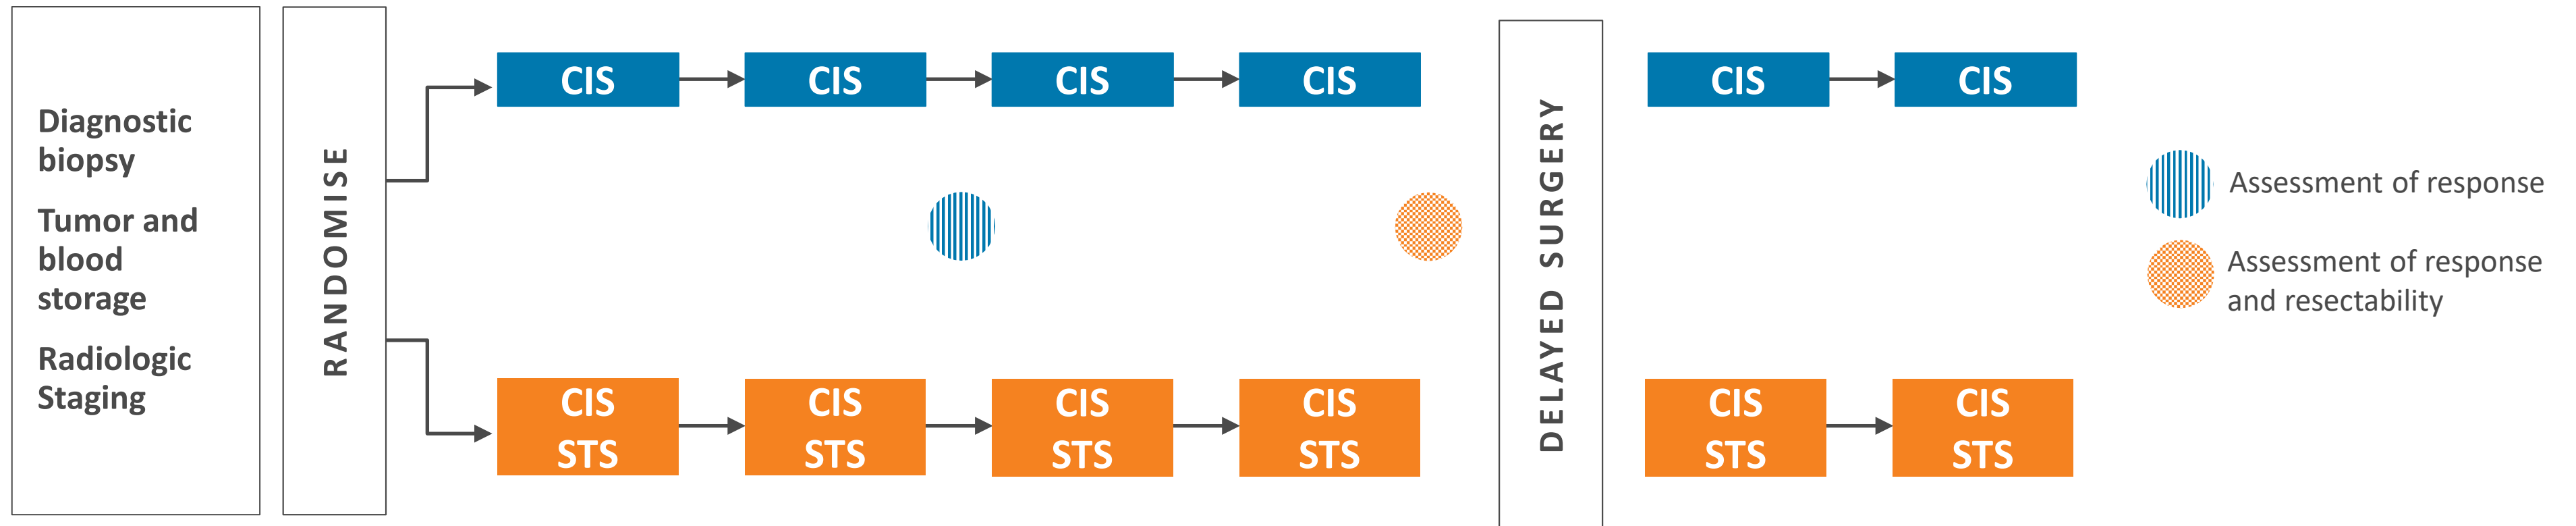 Diagnostic
biopsy
Tumor and
blood
storage
Radiologic
Staging
RANDOMISE
CIS
CIS
CIS
CIS
CIS
STS
CIS
STS
CIS
STS
CIS
STS
DELAYED SURGERY
CIS
CIS
CIS
STS
CIS
STS
Assessment of response
Assessment of response
and resectability